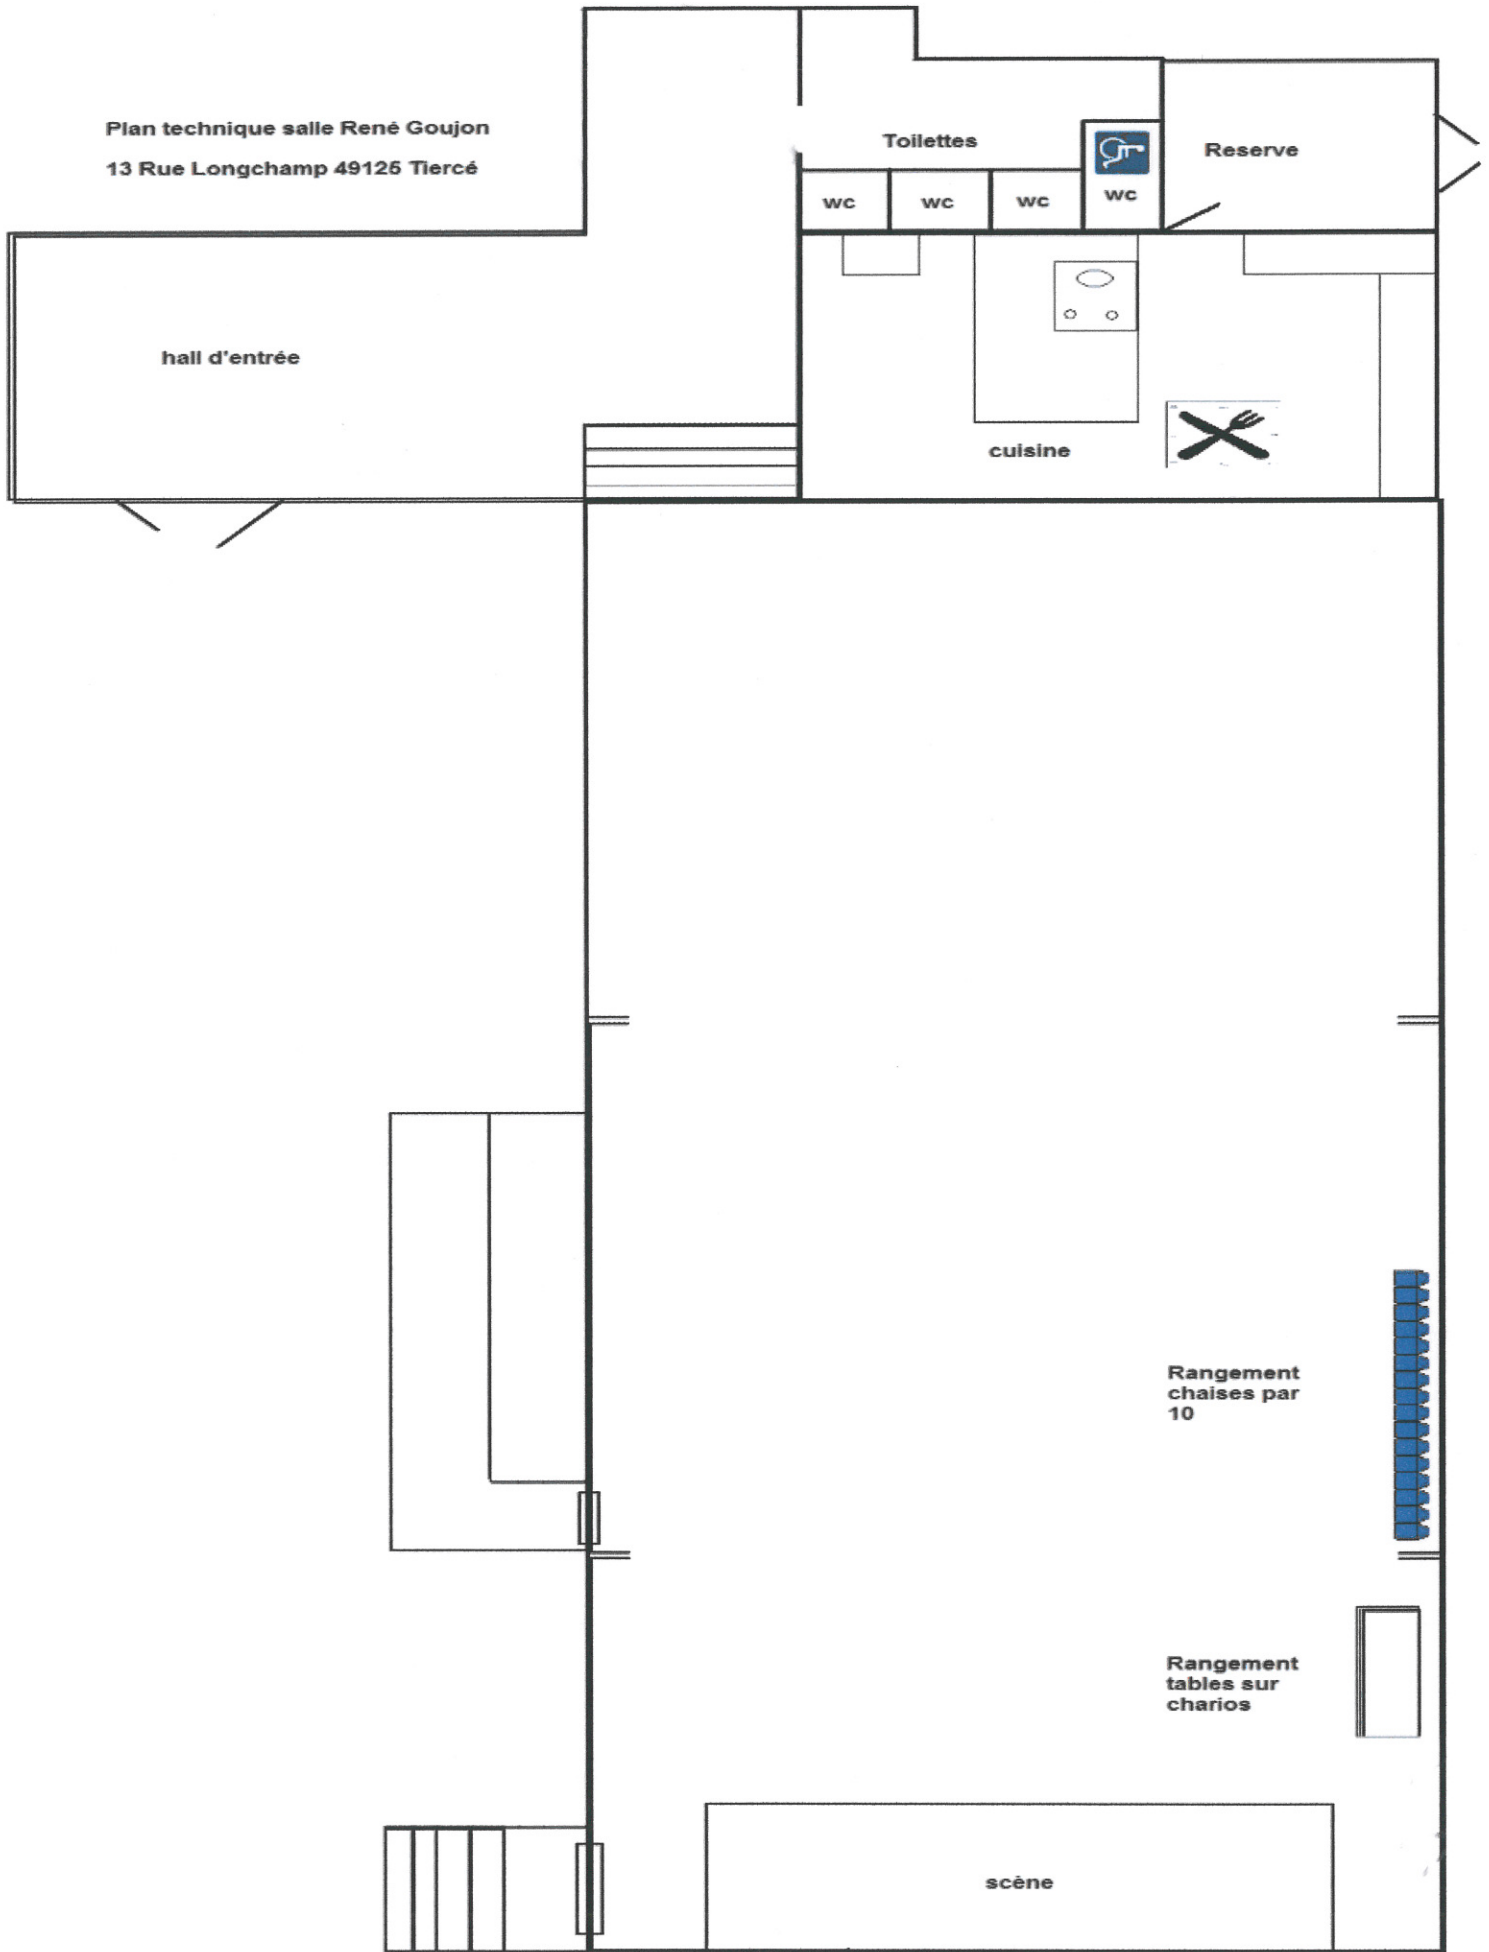 Plan technique salle René Goujon
13 Rue Longchamp 49125 Tiercé
Toilettes
Reserve
wc
wc
wc
wc
hall d'entrée
cuisine
Rangement
chaises par
10
Rangement
tables sur
charios
scène